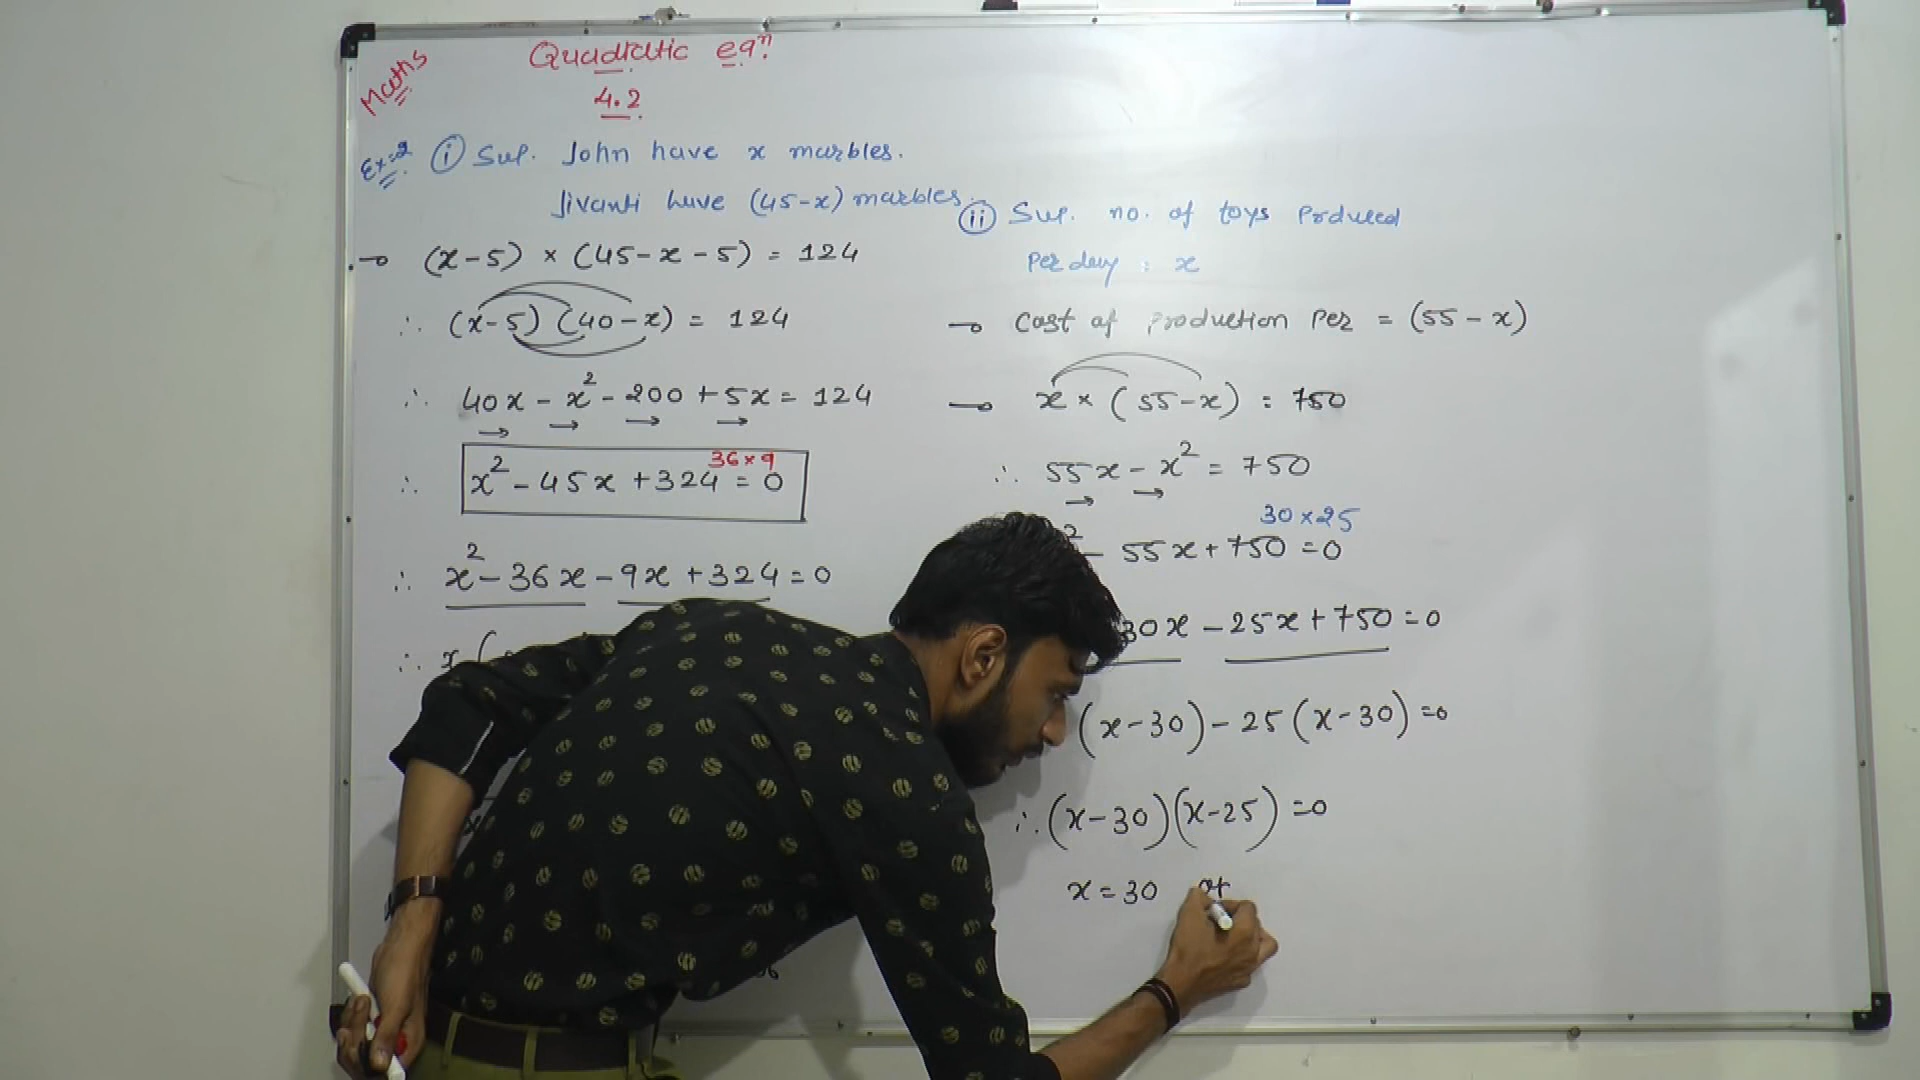 Maths
Quadratic eqⁿ.
4.2
Ex:2 (i) Sup. John have x marbles.
Jivanti have (45-x) marbles.
→ (x-5) × (45-x-5) = 124
∴ (x-5) (40-x) = 124
∴ 40x - x² - 200 + 5x = 124
36 × 9
∴ x² - 45x + 324 = 0
∴ x² - 36x - 9x + 324 = 0
∴ x (
(ii) Sup. no. of toys Produced
Per day : x
→ Cost of production Per = (55 - x)
→ x × (55-x) = 750
∴ 55x - x² = 750
30 × 25
² - 55x + 750 = 0
30x - 25x + 750 = 0
(x-30) - 25 (x-30) = 0
∴ (x-30)(x-25) = 0
x = 30 or